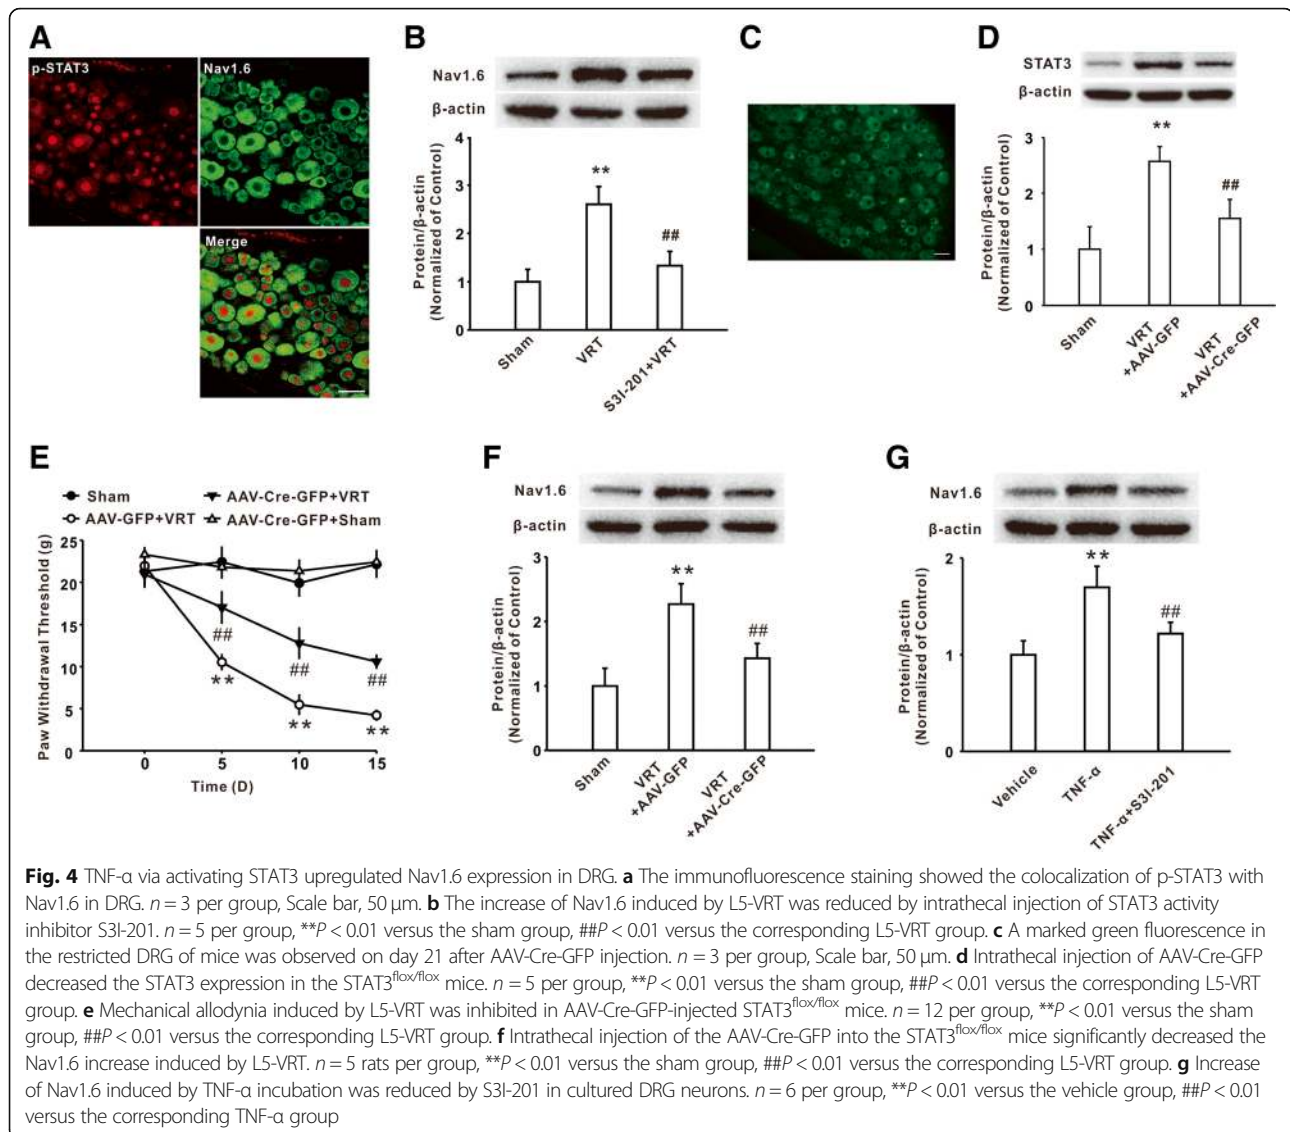 A
p-STAT3
Nav1.6
Merge
B
Nav1.6
β-actin
Protein/β-actin
(Normalized of Control)
4
3
2
1
0
**
##
Sham
VRT
S3I-201+VRT
C
D
STAT3
β-actin
Protein/β-actin
(Normalized of Control)
3
2
1
0
**
##
Sham
VRT
+AAV-GFP
VRT
+AAV-Cre-GFP
E
Sham
AAV-Cre-GFP+VRT
AAV-GFP+VRT
AAV-Cre-GFP+Sham
Paw Withdrawal Threshold (g)
25
20
15
10
5
0
##
**
##
**
##
**
0
5
10
15
Time (D)
F
Nav1.6
β-actin
Protein/β-actin
(Normalized of Control)
3
2
1
0
**
##
Sham
VRT
+AAV-GFP
VRT
+AAV-Cre-GFP
G
Nav1.6
β-actin
Protein/β-actin
(Normalized of Control)
2
1
0
**
##
Vehicle
TNF-α
TNF-α+S3I-201
Fig. 4 TNF-α via activating STAT3 upregulated Nav1.6 expression in DRG. a The immunofluorescence staining showed the colocalization of p-STAT3 with
Nav1.6 in DRG. n = 3 per group, Scale bar, 50 μm. b The increase of Nav1.6 induced by L5-VRT was reduced by intrathecal injection of STAT3 activity
inhibitor S3I-201. n = 5 per group, **P < 0.01 versus the sham group, ##P < 0.01 versus the corresponding L5-VRT group. c A marked green fluorescence in
the restricted DRG of mice was observed on day 21 after AAV-Cre-GFP injection. n = 3 per group, Scale bar, 50 μm. d Intrathecal injection of AAV-Cre-GFP
decreased the STAT3 expression in the STAT3flox/flox mice. n = 5 per group, **P < 0.01 versus the sham group, ##P < 0.01 versus the corresponding L5-VRT
group. e Mechanical allodynia induced by L5-VRT was inhibited in AAV-Cre-GFP-injected STAT3flox/flox mice. n = 12 per group, **P < 0.01 versus the sham
group, ##P < 0.01 versus the corresponding L5-VRT group. f Intrathecal injection of the AAV-Cre-GFP into the STAT3flox/flox mice significantly decreased the
Nav1.6 increase induced by L5-VRT. n = 5 rats per group, **P < 0.01 versus the sham group, ##P < 0.01 versus the corresponding L5-VRT group. g Increase
of Nav1.6 induced by TNF-α incubation was reduced by S3I-201 in cultured DRG neurons. n = 6 per group, **P < 0.01 versus the vehicle group, ##P < 0.01
versus the corresponding TNF-α group